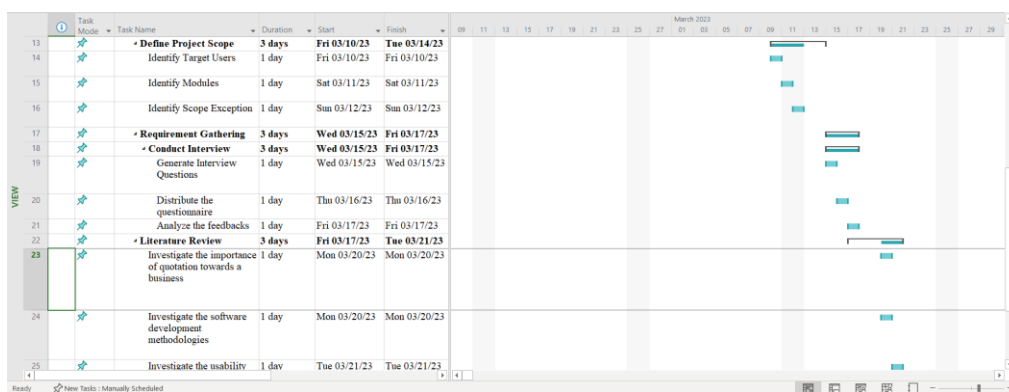 March 2023
Task Mode Task Name Duration Start Finish 09 11 13 15 17 19 21 23 25 27 01 03 05 07 09 11 13 15 17 19 21 23 25 27 29
13 Define Project Scope 3 days Fri 03/10/23 Tue 03/14/23
14 Identify Target Users 1 day Fri 03/10/23 Fri 03/10/23
15 Identify Modules 1 day Sat 03/11/23 Sat 03/11/23
16 Identify Scope Exception 1 day Sun 03/12/23 Sun 03/12/23
17 Requirement Gathering 3 days Wed 03/15/23 Fri 03/17/23
18 Conduct Interview 3 days Wed 03/15/23 Fri 03/17/23
19 Generate Interview 1 day Wed 03/15/23 Wed 03/15/23
Questions
VIEW
20 Distribute the 1 day Thu 03/16/23 Thu 03/16/23
questionnaire
21 Analyze the feedbacks 1 day Fri 03/17/23 Fri 03/17/23
22 Literature Review 3 days Fri 03/17/23 Tue 03/21/23
23 Investigate the importance 1 day Mon 03/20/23 Mon 03/20/23
of quotation towards a
business
24 Investigate the software 1 day Mon 03/20/23 Mon 03/20/23
development
methodologies
25 Investigate the usability 1 day Tue 03/21/23 Tue 03/21/23
Ready New Tasks : Manually Scheduled